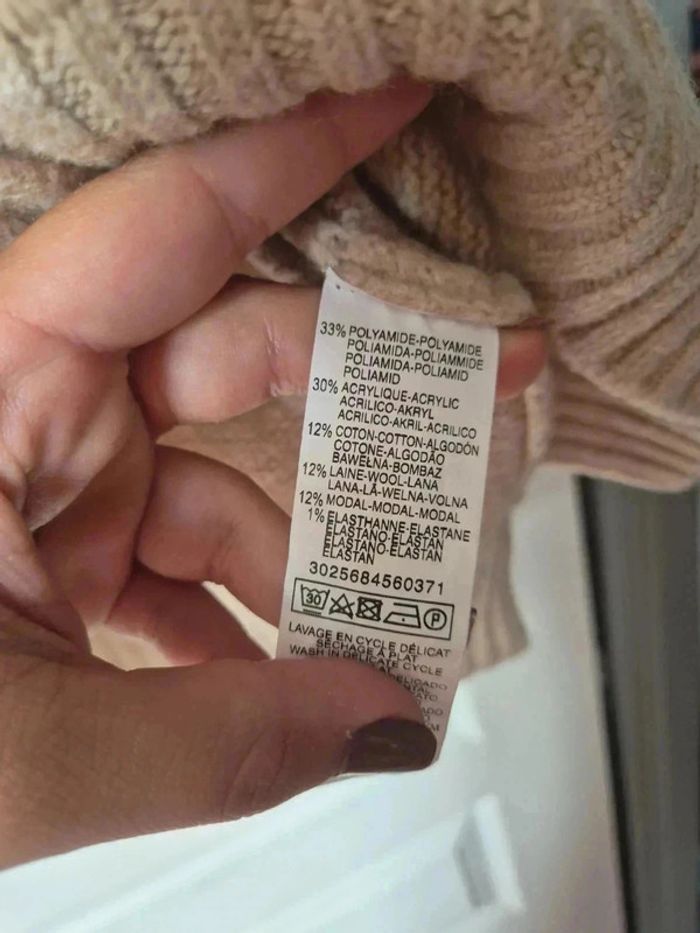 33% POLYAMIDE-POLYAMIDE
POLIAMIDA-POLIAMMIDE
POLIAMIDA-POLIAMID
POLIAMID
30% ACRYLIQUE-ACRYLIC
ACRILICO-AKRYL
ACRILICO-AKRIL-ACRILICO
12% COTON-COTTON-ALGODÓN
COTONE-ALGODÃO
BAWEŁNA-BOMBAZ
12% LAINE-WOOL-LANA
LANA-LÃ-WELNA-VOLNA
12% MODAL-MODAL-MODAL
1% ELASTHANNE-ELASTANE
ELASTANO-ELASTAN
ELASTANO-ELASTAN
ELASTAN
3025684560371
30 P
LAVAGE EN CYCLE DÉLICAT
SÉCHAGE À PLAT
WASH IN DELICATE CYCLE